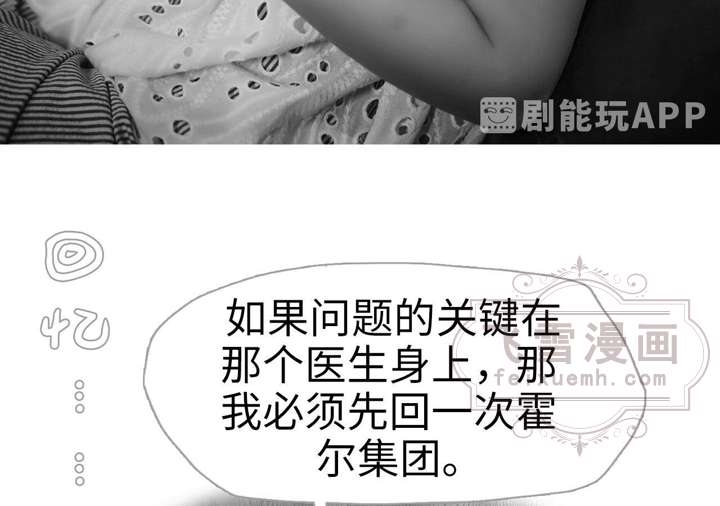 剧能玩APP
回忆……
如果问题的关键在
那个医生身上，那
我必须先回一次霍
尔集团。
飞雪漫画
feixuemh.com